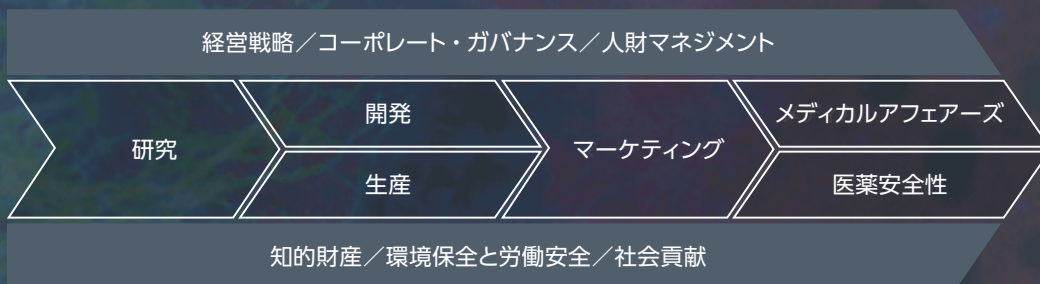 経営戦略／コーポレート・ガバナンス／人財マネジメント
研究
開発
生産
マーケティング
メディカルアフェアーズ
医薬安全性
知的財産／環境保全と労働安全／社会貢献